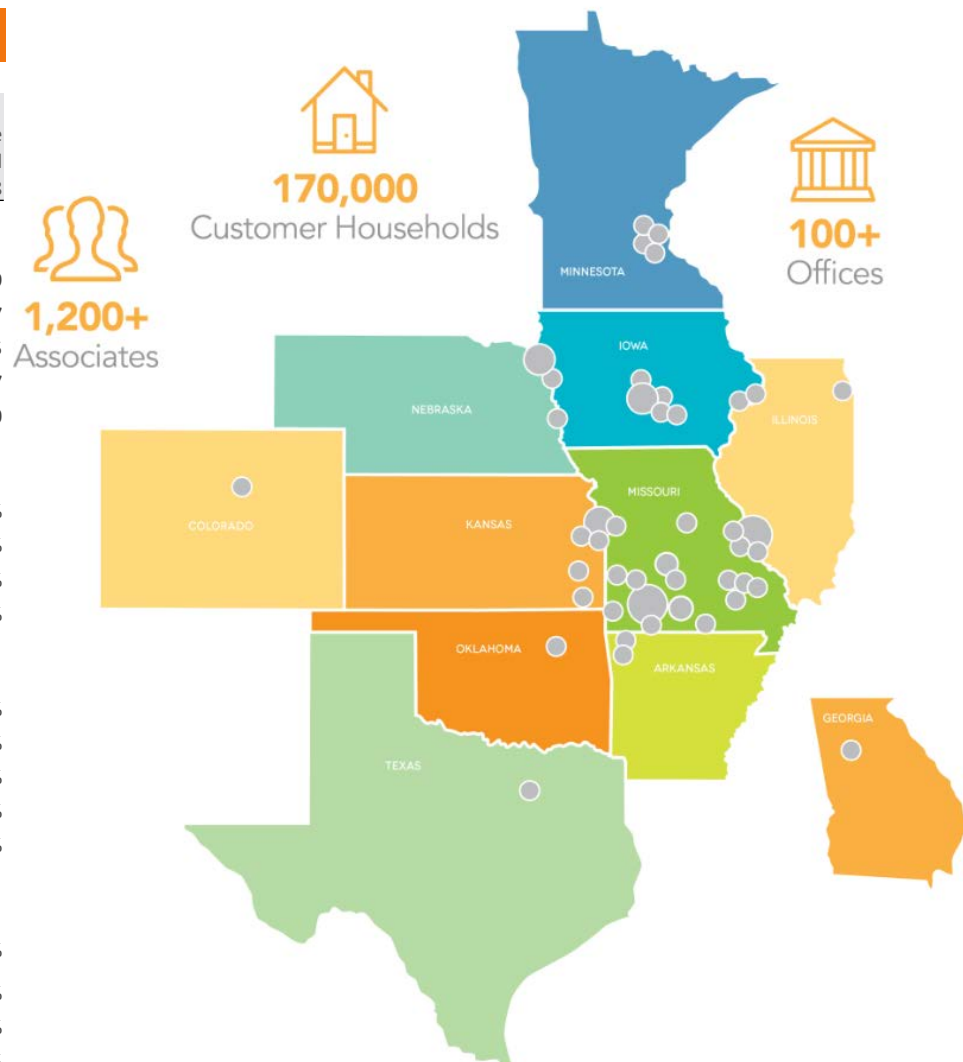 170,000
Customer Households
100+
Offices
1,200+
Associates
MINNESOTA
IOWA
NEBRASKA
ILLINOIS
MISSOURI
COLORADO
KANSAS
OKLAHOMA
ARKANSAS
GEORGIA
TEXAS